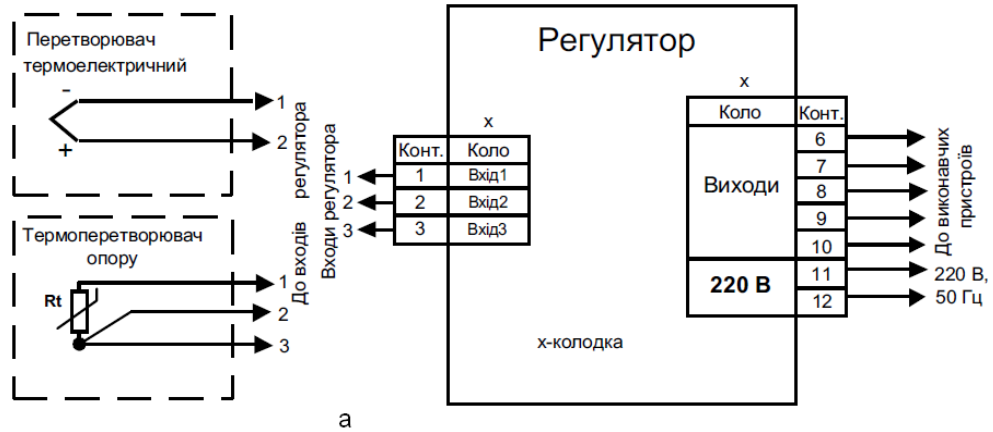 Перетворювач
термоелектричний
-
+
1
2
Термоперетворювач
опору
Rt
1
2
3
До входів регулятора
Входи регулятора
1
2
3
х
Конт. Коло
1 Вхід1
2 Вхід2
3 Вхід3
Регулятор
х
Коло Конт.
Виходи
6
7
8
9
10
220 В
11
12
До виконавчих
пристроїв
220 В,
50 Гц
х-колодка
а